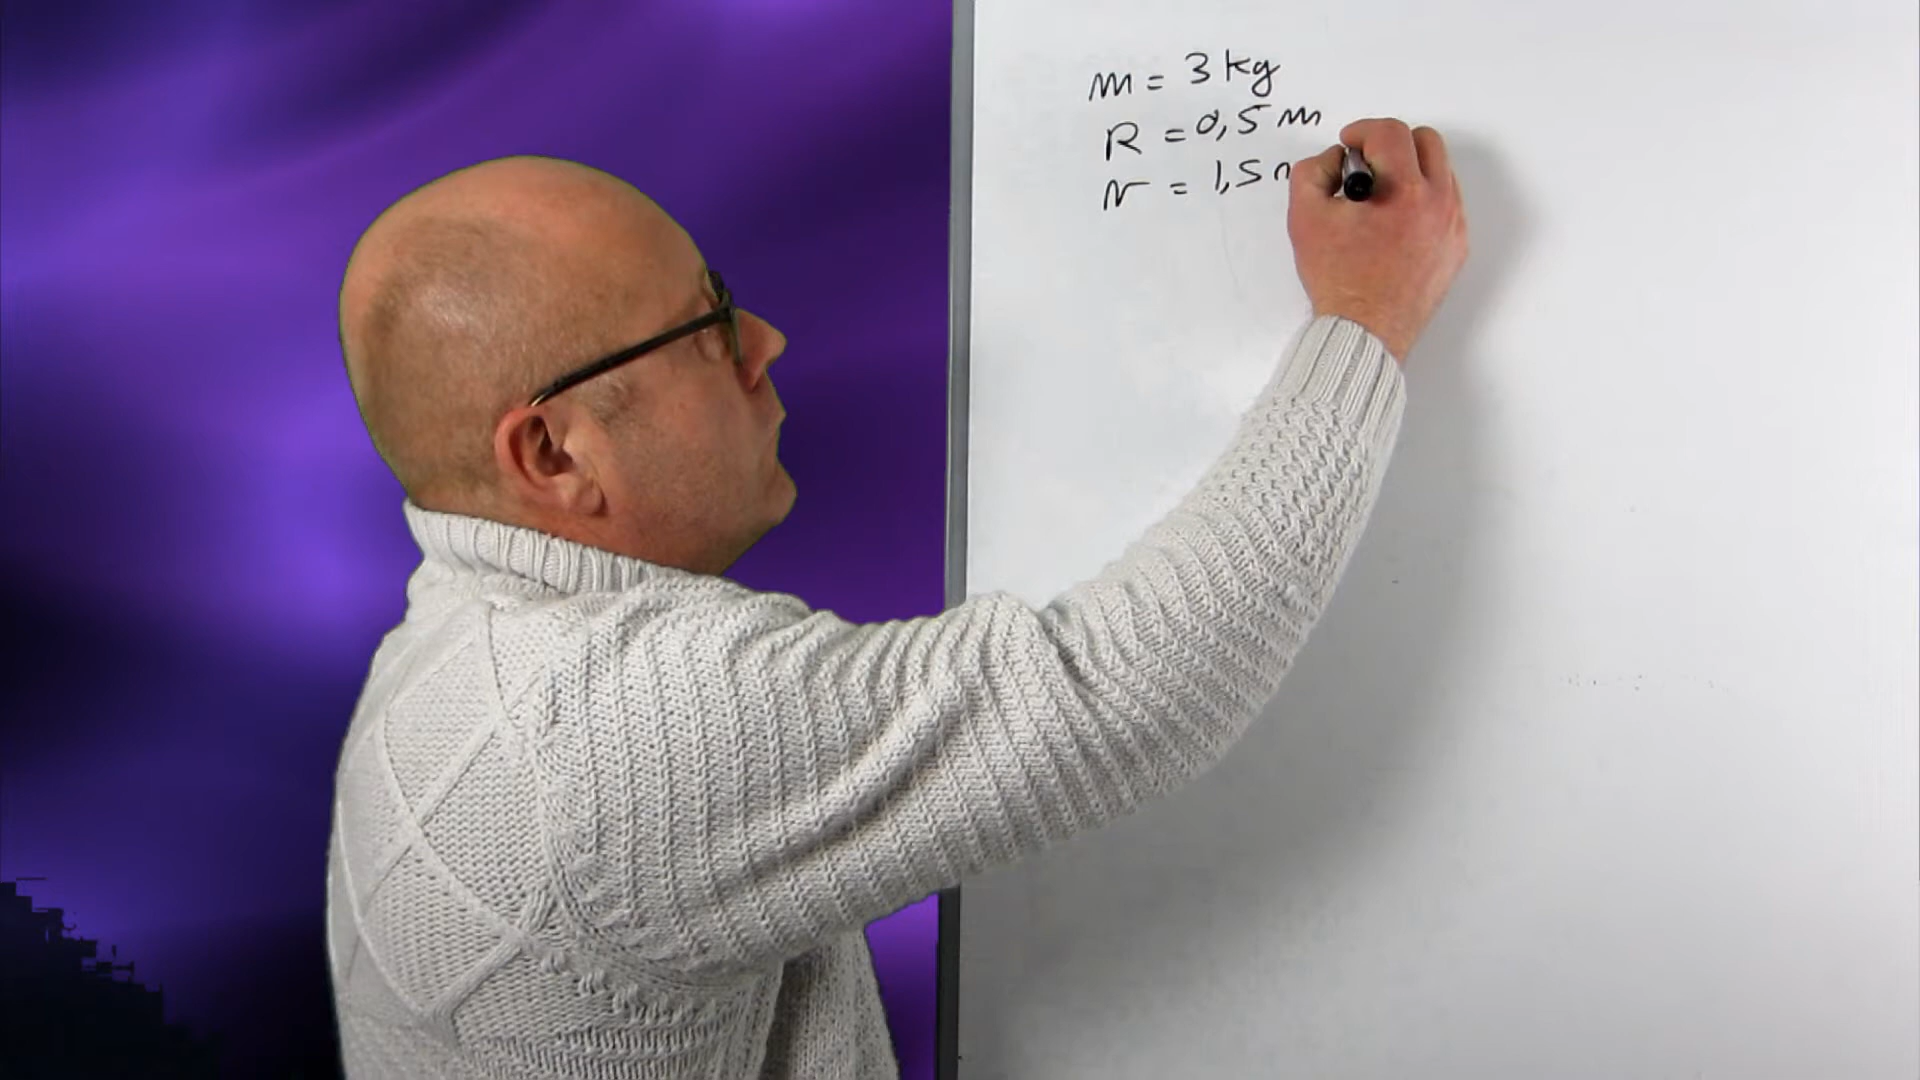 m = 3 kg
R = 0,5 m
v = 1,5